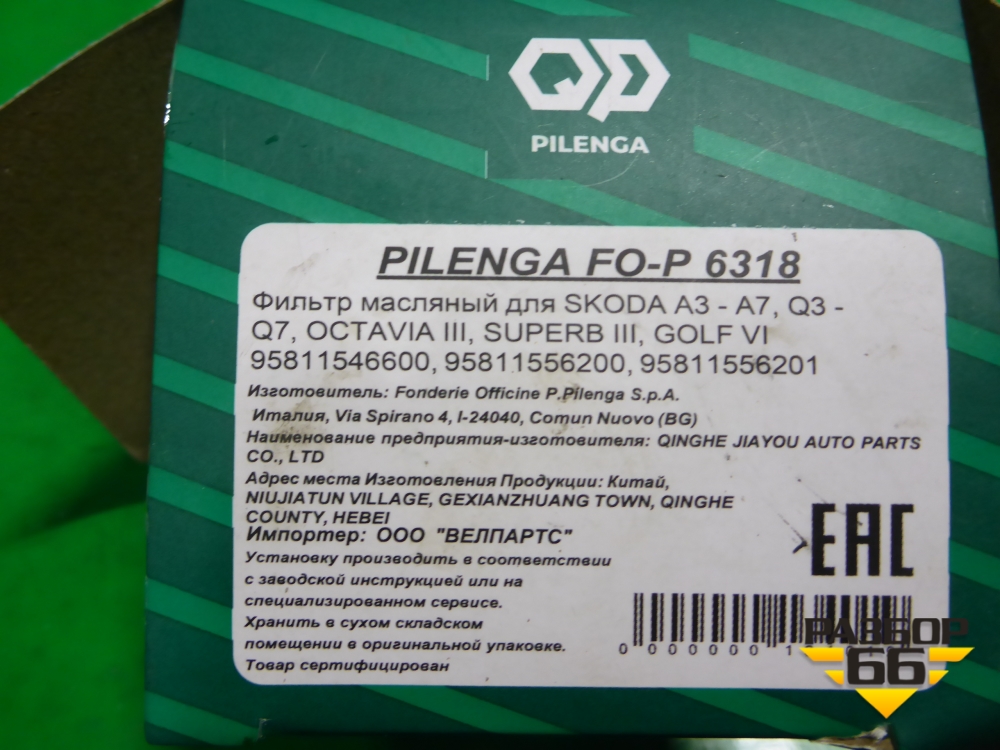 QP
PILENGA
PILENGA FO-P 6318
Фильтр масляный для SKODA A3 - A7, Q3 -
Q7, OCTAVIA III, SUPERB III, GOLF VI
95811546600, 95811556200, 95811556201
Изготовитель: Fonderie Officine P.Pilenga S.p.A.
Италия, Via Spirano 4, I-24040, Comun Nuovo (BG)
Наименование предприятия-изготовителя: QINGHE JIAYOU AUTO PARTS
CO., LTD
Адрес места Изготовления Продукции: Китай,
NIUJIATUN VILLAGE, GEXIANZHUANG TOWN, QINGHE
COUNTY, HEBEI
Импортер: ООО "ВЕЛПАРТС"
Установку производить в соответствии
с заводской инструкцией или на
специализированном сервисе.
Хранить в сухом складском
помещении в оригинальной упаковке.
Товар сертифицирован
EAC
0 000000
РАЗБОР
66